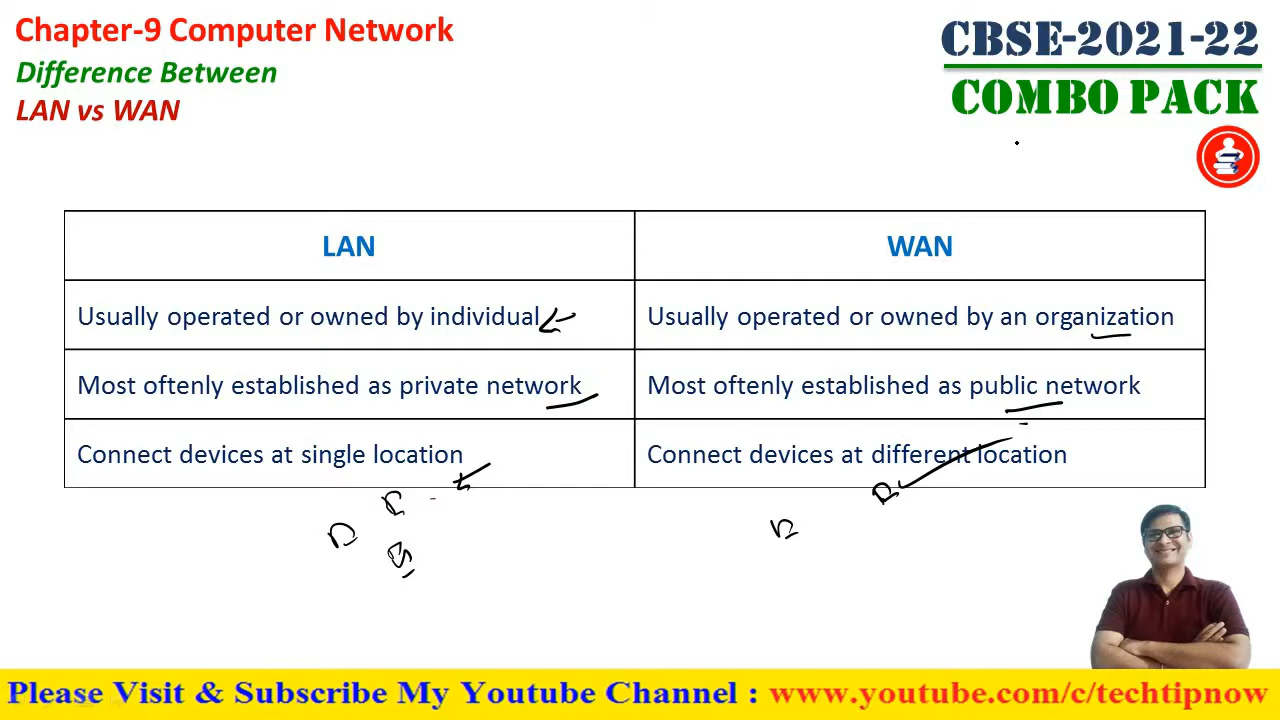 Chapter-9 Computer Network
Difference Between
LAN vs WAN
CBSE-2021-22
COMBO PACK
LAN
WAN
Usually operated or owned by individual
Usually operated or owned by an organization
Most oftenly established as private network
Most oftenly established as public network
Connect devices at single location
Connect devices at different location
Please Visit & Subscribe My Youtube Channel : www.youtube.com/c/techtipnow